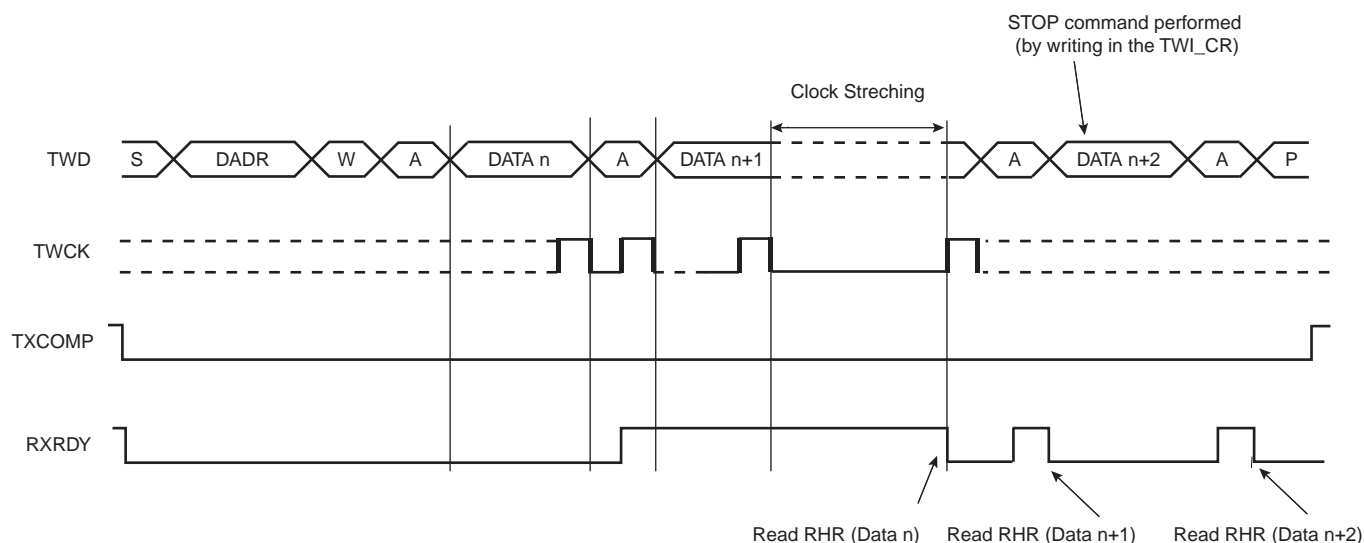 STOP command performed
(by writing in the TWI_CR)
Clock Streching
TWD S DADR W A DATA n A DATA n+1 A DATA n+2 A P
TWCK
TXCOMP
RXRDY
Read RHR (Data n) Read RHR (Data n+1) Read RHR (Data n+2)